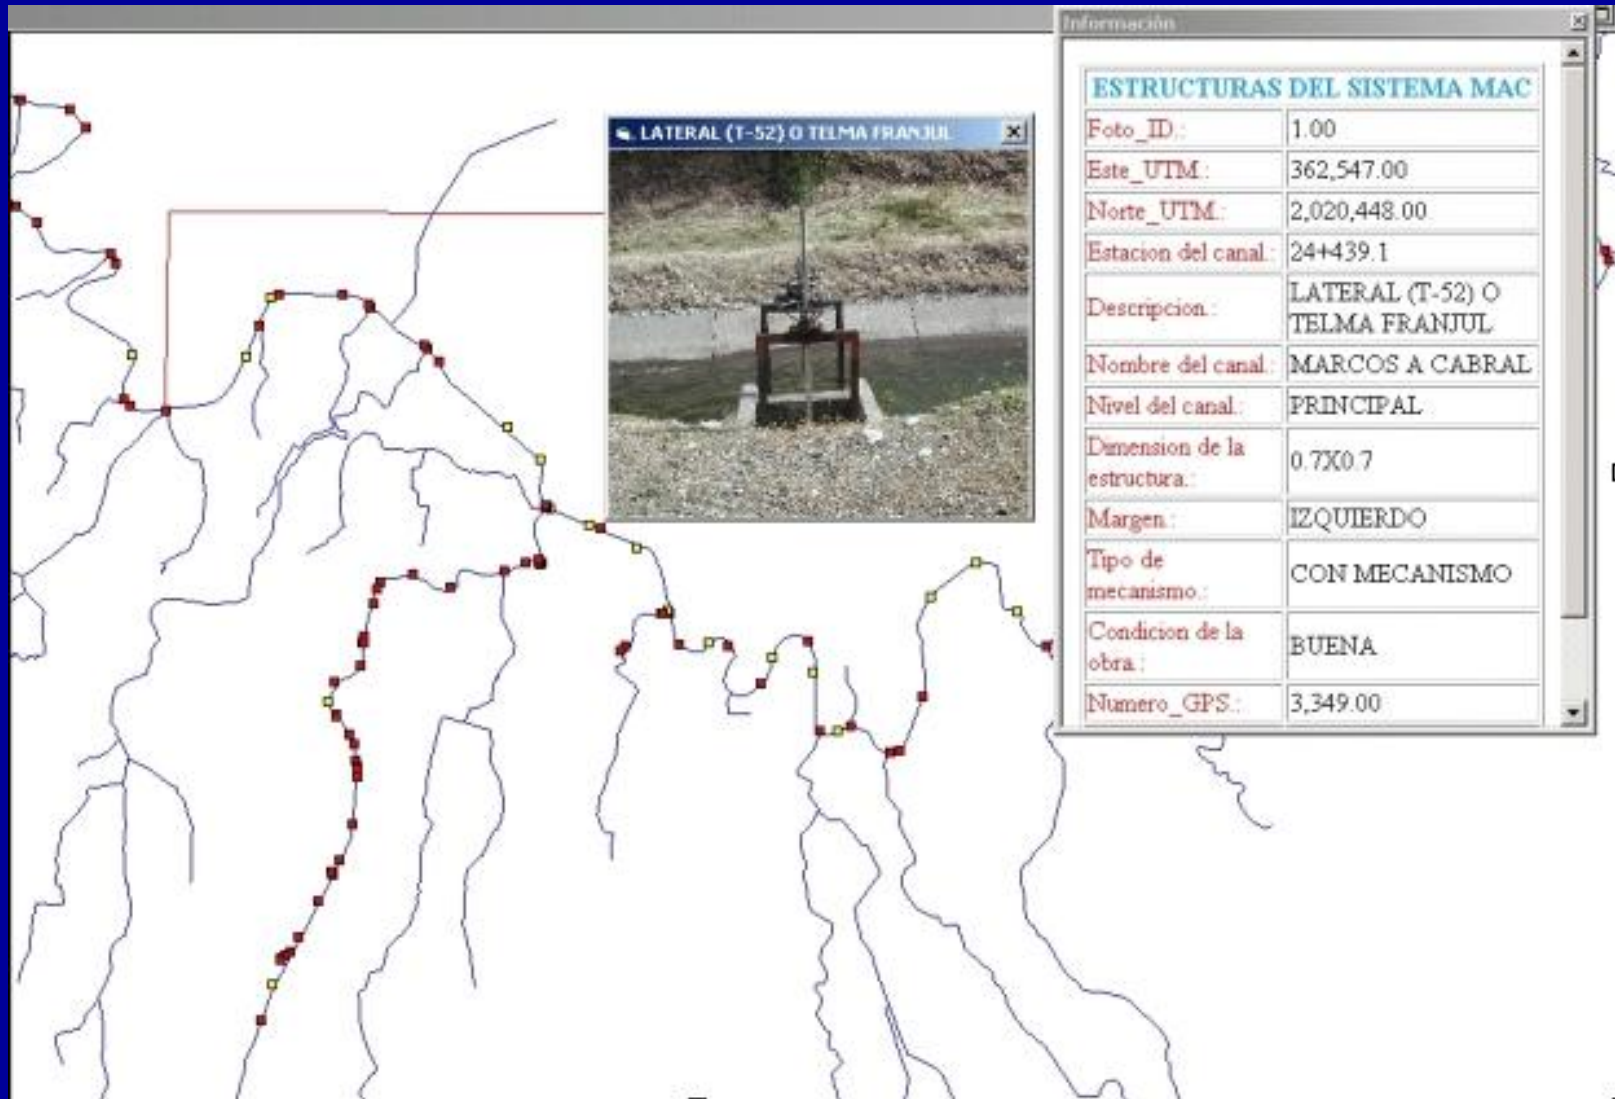 Información
LATERAL (T-52) O TELMA FRANJUL
ESTRUCTURAS DEL SISTEMA MAC
Foto_ID.: 1.00
Este_UTM.: 362,547.00
Norte_UTM.: 2,020,448.00
Estacion del canal.: 24+439.1
Descripcion.: LATERAL (T-52) O
TELMA FRANJUL
Nombre del canal.: MARCOS A CABRAL
Nivel del canal.: PRINCIPAL
Dimension de la
estructura.: 0.7X0.7
Margen.: IZQUIERDO
Tipo de
mecanismo.: CON MECANISMO
Condicion de la
obra.: BUENA
Numero_GPS.: 3,349.00